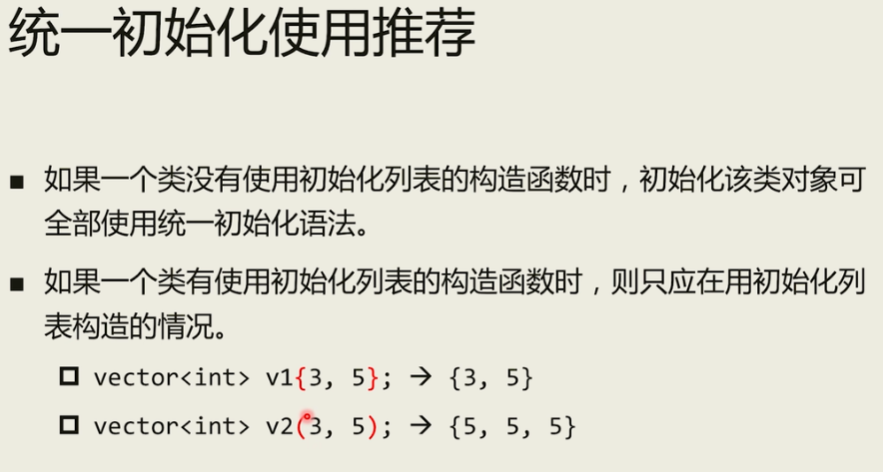 统一初始化使用推荐
■ 如果一个类没有使用初始化列表的构造函数时，初始化该类对象可
全部使用统一初始化语法。
■ 如果一个类有使用初始化列表的构造函数时，则只应在用初始化列
表构造的情况。
□ vector<int> v1{3, 5}; → {3, 5}
□ vector<int> v2(3, 5); → {5, 5, 5}